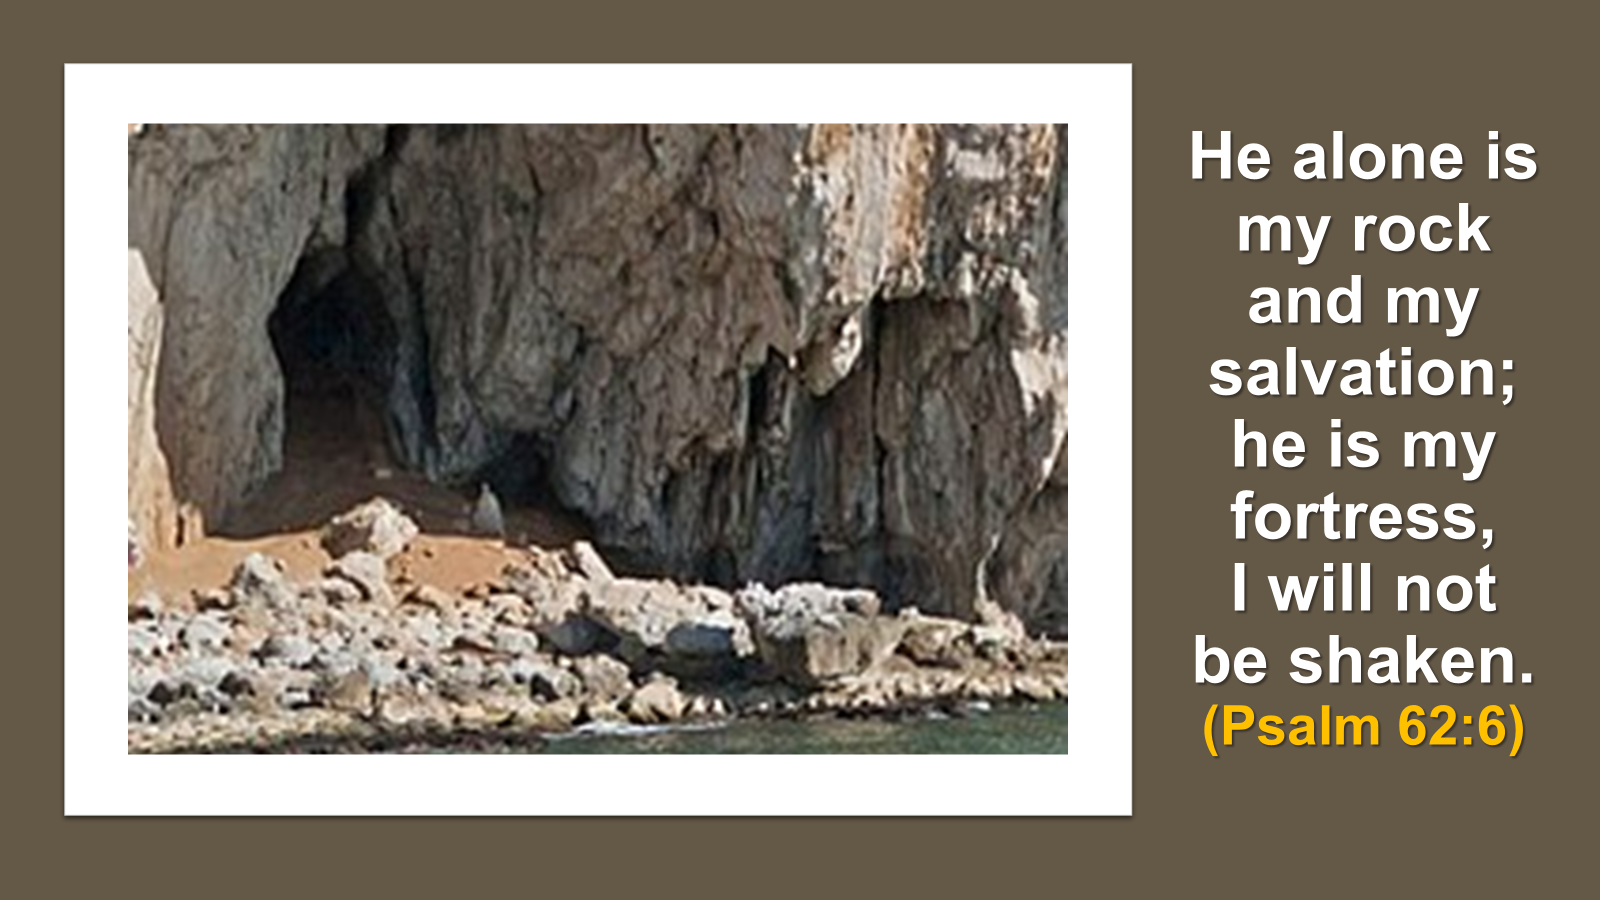 He alone is
my rock
and my
salvation;
he is my
fortress,
I will not
be shaken.
(Psalm 62:6)